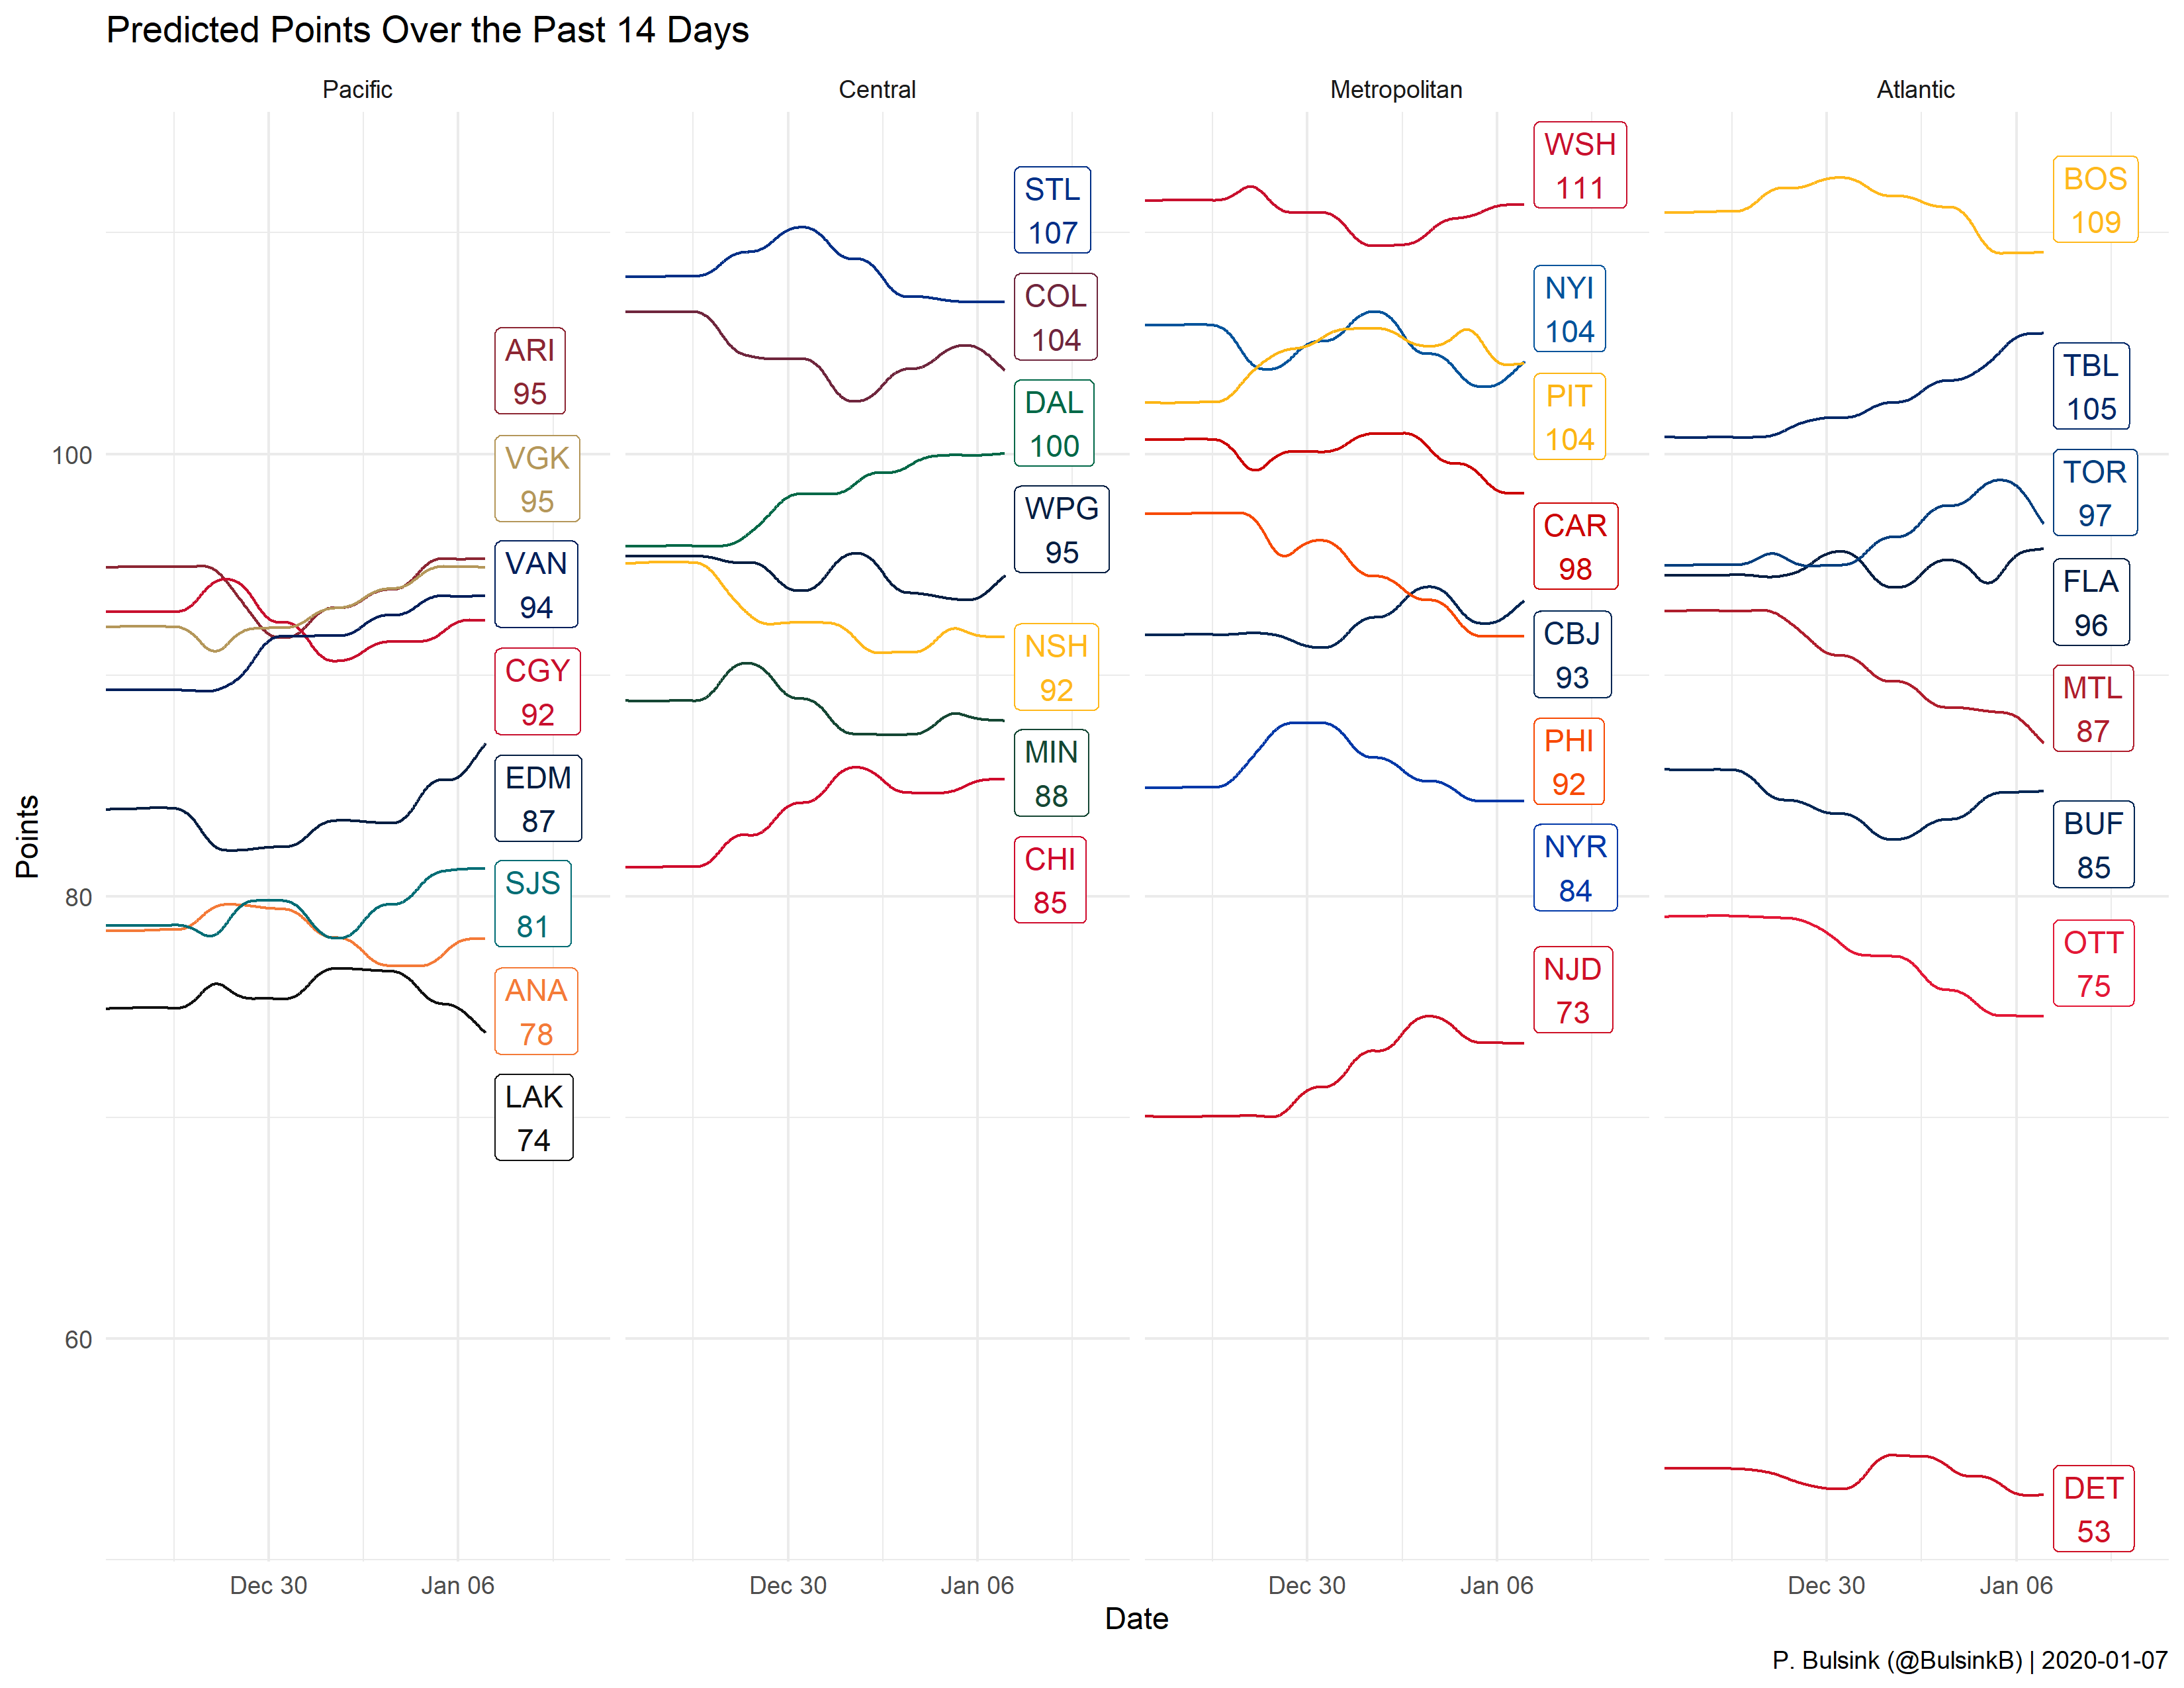 Predicted Points Over the Past 14 Days
Pacific
Central
Metropolitan
Atlantic
Points
100
80
60
ARI
95
VGK
95
VAN
94
CGY
92
EDM
87
SJS
81
ANA
78
LAK
74
STL
107
COL
104
DAL
100
WPG
95
NSH
92
MIN
88
CHI
85
WSH
111
NYI
104
PIT
104
CAR
98
CBJ
93
PHI
92
NYR
84
NJD
73
BOS
109
TBL
105
TOR
97
FLA
96
MTL
87
BUF
85
OTT
75
DET
53
Dec 30
Jan 06
Dec 30
Jan 06
Dec 30
Jan 06
Dec 30
Jan 06
Date
P. Bulsink (@BulsinkB) | 2020-01-07